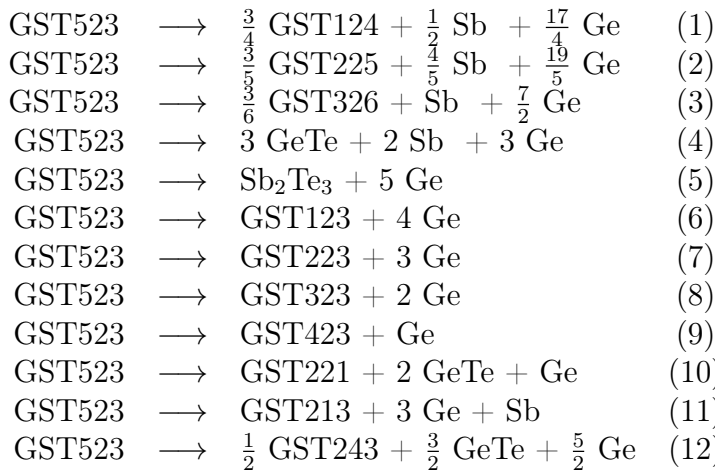 GST523 ⟶ 3/4 GST124 + 1/2 Sb + 17/4 Ge (1)
GST523 ⟶ 3/5 GST225 + 4/5 Sb + 19/5 Ge (2)
GST523 ⟶ 3/6 GST326 + Sb + 7/2 Ge (3)
GST523 ⟶ 3 GeTe + 2 Sb + 3 Ge (4)
GST523 ⟶ Sb₂Te₃ + 5 Ge (5)
GST523 ⟶ GST123 + 4 Ge (6)
GST523 ⟶ GST223 + 3 Ge (7)
GST523 ⟶ GST323 + 2 Ge (8)
GST523 ⟶ GST423 + Ge (9)
GST523 ⟶ GST221 + 2 GeTe + Ge (10)
GST523 ⟶ GST213 + 3 Ge + Sb (11)
GST523 ⟶ 1/2 GST243 + 3/2 GeTe + 5/2 Ge (12)